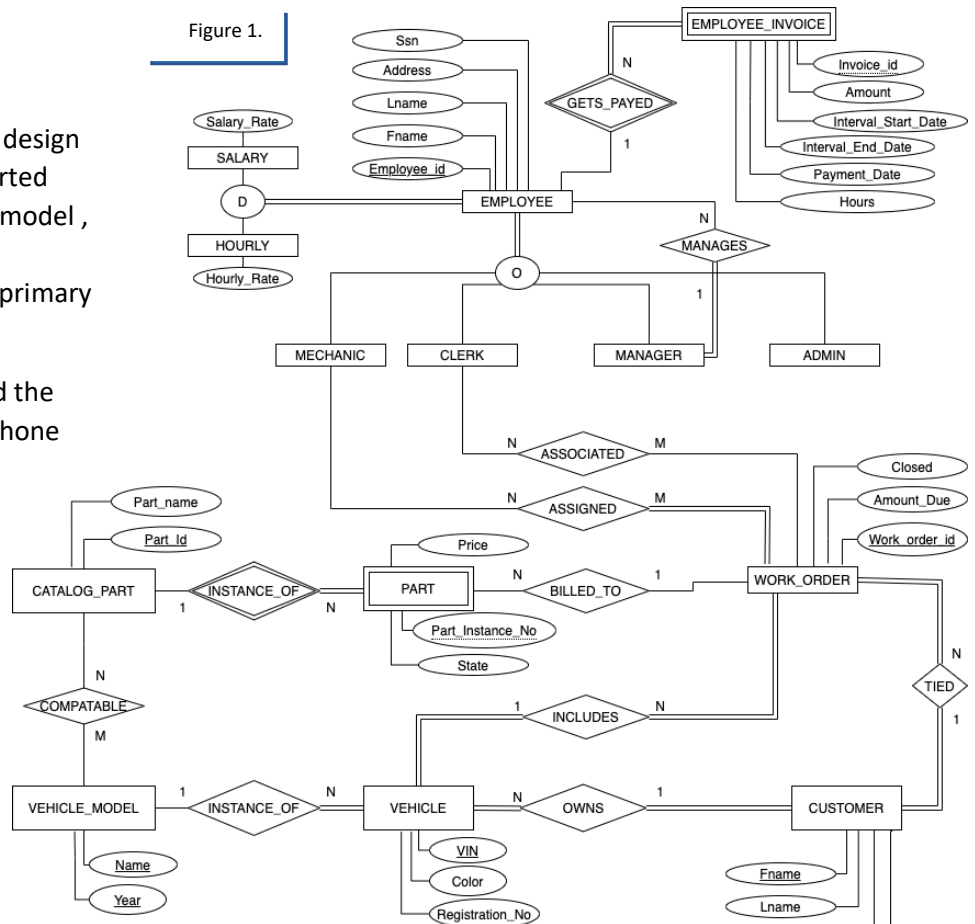 Figure 1.
design
rted
model ,
primary
d the
hone
EMPLOYEE_INVOICE
Invoice_id
Amount
Interval_Start_Date
Interval_End_Date
Payment_Date
Hours
N
GETS_PAYED
1
Ssn
Address
Lname
Fname
Employee_id
Salary_Rate
SALARY
D
HOURLY
Hourly_Rate
EMPLOYEE
N
MANAGES
1
O
MECHANIC
CLERK
MANAGER
ADMIN
N
ASSOCIATED
M
N
ASSIGNED
M
Closed
Amount_Due
Work_order_id
Part_name
Part_Id
CATALOG_PART
1
INSTANCE_OF
N
Price
PART
Part_Instance_No
State
N
BILLED_TO
1
WORK_ORDER
N
TIED
1
N
COMPATABLE
M
1
INCLUDES
N
VEHICLE_MODEL
1
INSTANCE_OF
N
VEHICLE
N
OWNS
1
CUSTOMER
Name
Year
VIN
Color
Registration_No
Fname
Lname